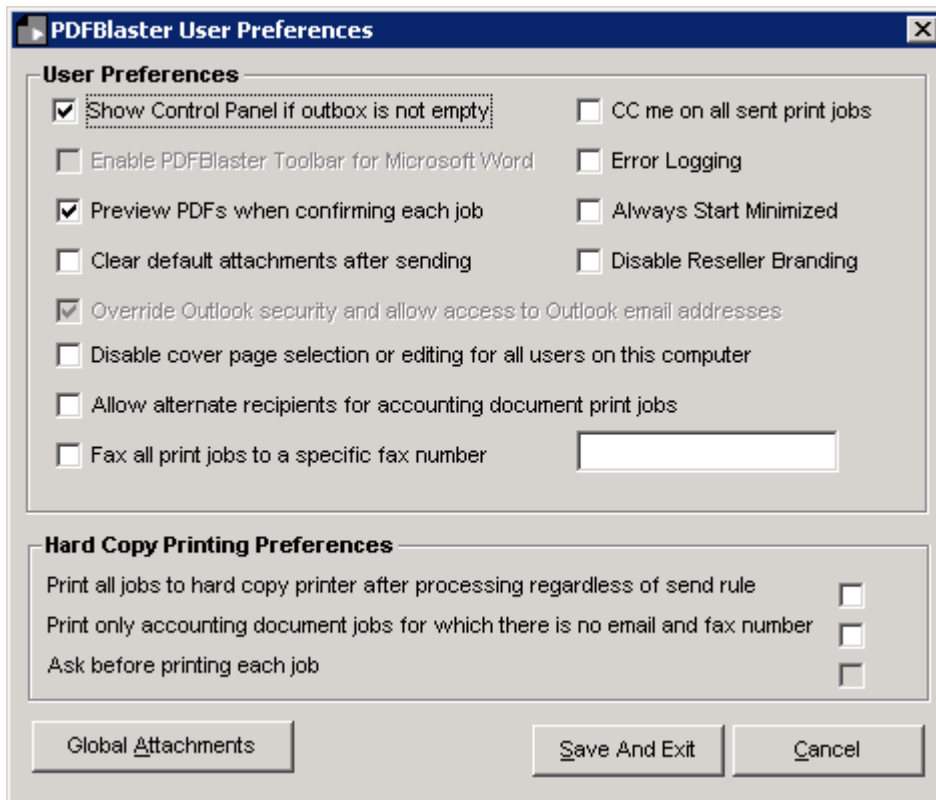 PDFBlaster User Preferences
User Preferences
Show Control Panel if outbox is not empty
CC me on all sent print jobs
Enable PDFBlaster Toolbar for Microsoft Word
Error Logging
Preview PDFs when confirming each job
Always Start Minimized
Clear default attachments after sending
Disable Reseller Branding
Override Outlook security and allow access to Outlook email addresses
Disable cover page selection or editing for all users on this computer
Allow alternate recipients for accounting document print jobs
Fax all print jobs to a specific fax number
Hard Copy Printing Preferences
Print all jobs to hard copy printer after processing regardless of send rule
Print only accounting document jobs for which there is no email and fax number
Ask before printing each job
Global Attachments
Save And Exit
Cancel